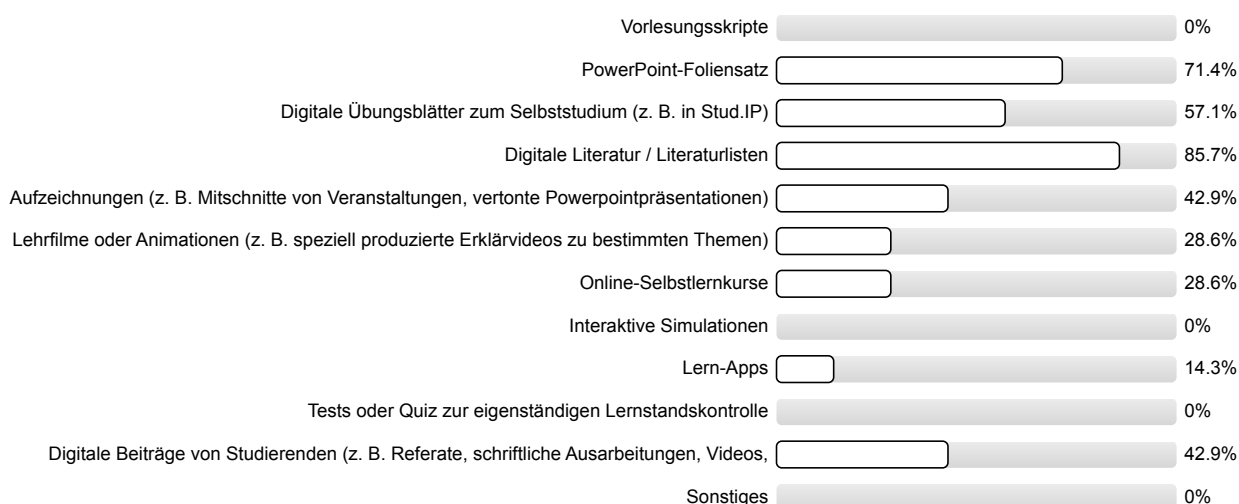 Vorlesungsskripte 0%
PowerPoint-Foliensatz 71.4%
Digitale Übungsblätter zum Selbststudium (z. B. in Stud.IP) 57.1%
Digitale Literatur / Literaturlisten 85.7%
Aufzeichnungen (z. B. Mitschnitte von Veranstaltungen, vertonte Powerpointpräsentationen) 42.9%
Lehrfilme oder Animationen (z. B. speziell produzierte Erklärvideos zu bestimmten Themen) 28.6%
Online-Selbstlernkurse 28.6%
Interaktive Simulationen 0%
Lern-Apps 14.3%
Tests oder Quiz zur eigenständigen Lernstandskontrolle 0%
Digitale Beiträge von Studierenden (z. B. Referate, schriftliche Ausarbeitungen, Videos, 42.9%
Sonstiges 0%